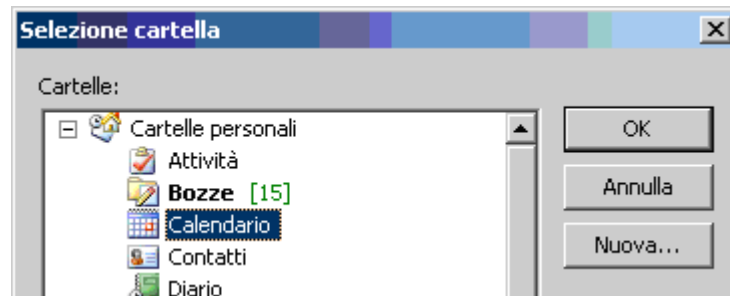 Selezione cartella
Cartelle:
Cartelle personali
Attività
Bozze [15]
Calendario
Contatti
Diario
OK
Annulla
Nuova...